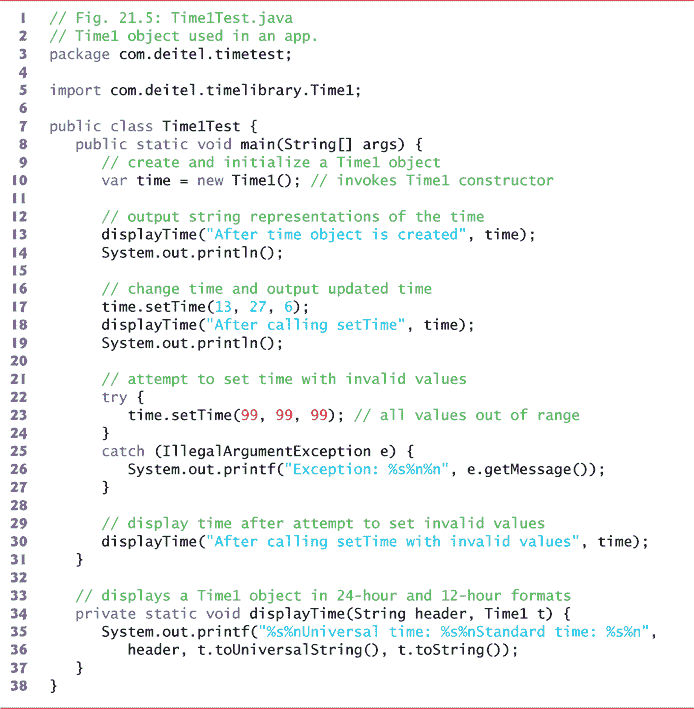 1 // Fig. 21.5: Time1Test.java
2 // Time1 object used in an app.
3 package com.deitel.timetest;
4
5 import com.deitel.timelibrary.Time1;
6
7 public class Time1Test {
8    public static void main(String[] args) {
9       // create and initialize a Time1 object
10       var time = new Time1(); // invokes Time1 constructor
11
12       // output string representations of the time
13       displayTime("After time object is created", time);
14       System.out.println();
15
16       // change time and output updated time
17       time.setTime(13, 27, 6);
18       displayTime("After calling setTime", time);
19       System.out.println();
20
21       // attempt to set time with invalid values
22       try {
23          time.setTime(99, 99, 99); // all values out of range
24       }
25       catch (IllegalArgumentException e) {
26          System.out.printf("Exception: %s%n%n", e.getMessage());
27       }
28
29       // display time after attempt to set invalid values
30       displayTime("After calling setTime with invalid values", time);
31    }
32
33    // displays a Time1 object in 24-hour and 12-hour formats
34    private static void displayTime(String header, Time1 t) {
35       System.out.printf("%s%nUniversal time: %s%nStandard time: %s%n",
36          header, t.toUniversalString(), t.toString());
37    }
38 }